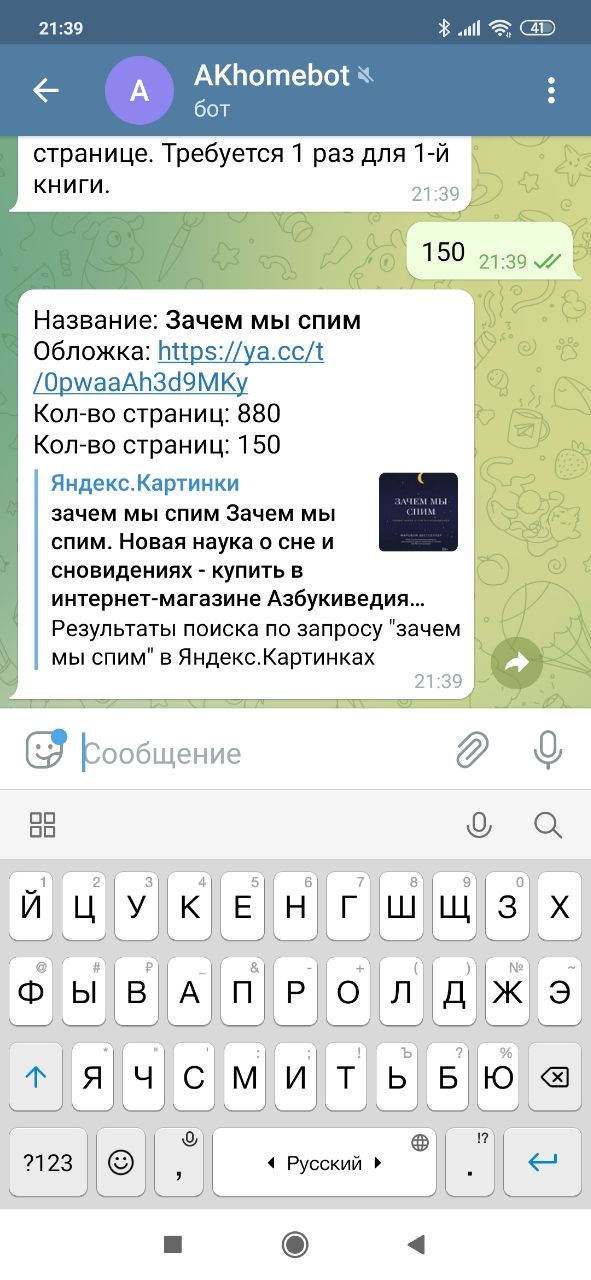 21:39
41
A
AKhomebot
бот
странице. Требуется 1 раз для 1-й
книги.
21:39
150
21:39
Название: Зачем мы спим
Обложка: https://ya.cc/t
/0pwaaAh3d9MKy
Кол-во страниц: 880
Кол-во страниц: 150
Яндекс.Картинки
зачем мы спим Зачем мы
спим. Новая наука о сне и
сновидениях - купить в
интернет-магазине Азбукиведия...
Результаты поиска по запросу "зачем
мы спим" в Яндекс.Картинках
ЗАЧЕМ МЫ
СПИМ
21:39
Сообщение
1 2 3 4 5 6 7 8 9 0
Й Ц У К Е Н Г Ш Щ З Х
@ # ₽ _ & - + ( ) № ~
Ф Ы В А П Р О Л Д Ж Э
* " ' : ; ! Ъ ? %
Я Ч С М И Т Ь Б Ю
!?
?123 , Русский .